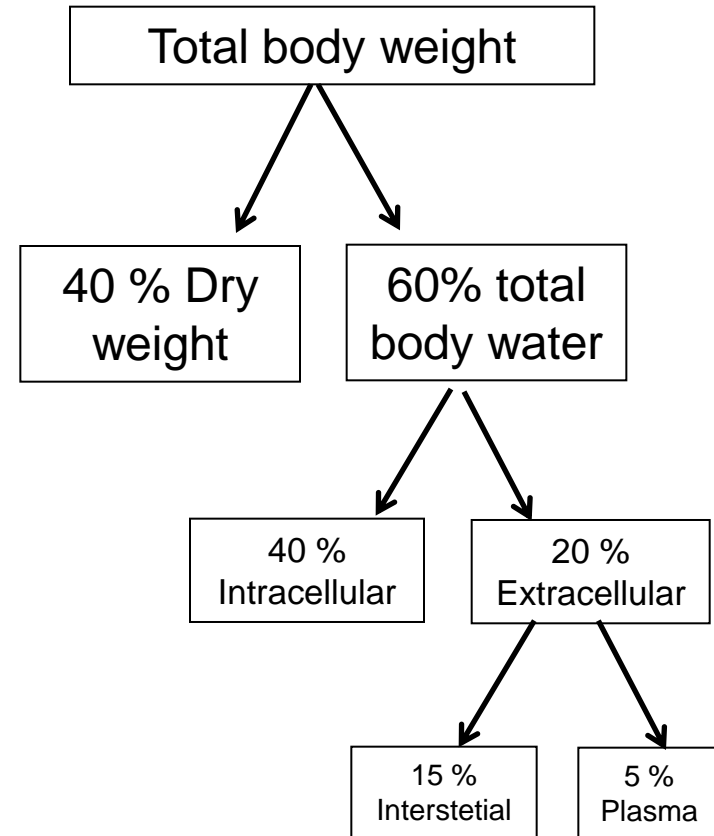 Total body weight
40 % Dry
weight
60% total
body water
40 %
Intracellular
20 %
Extracellular
15 %
Interstetial
5 %
Plasma